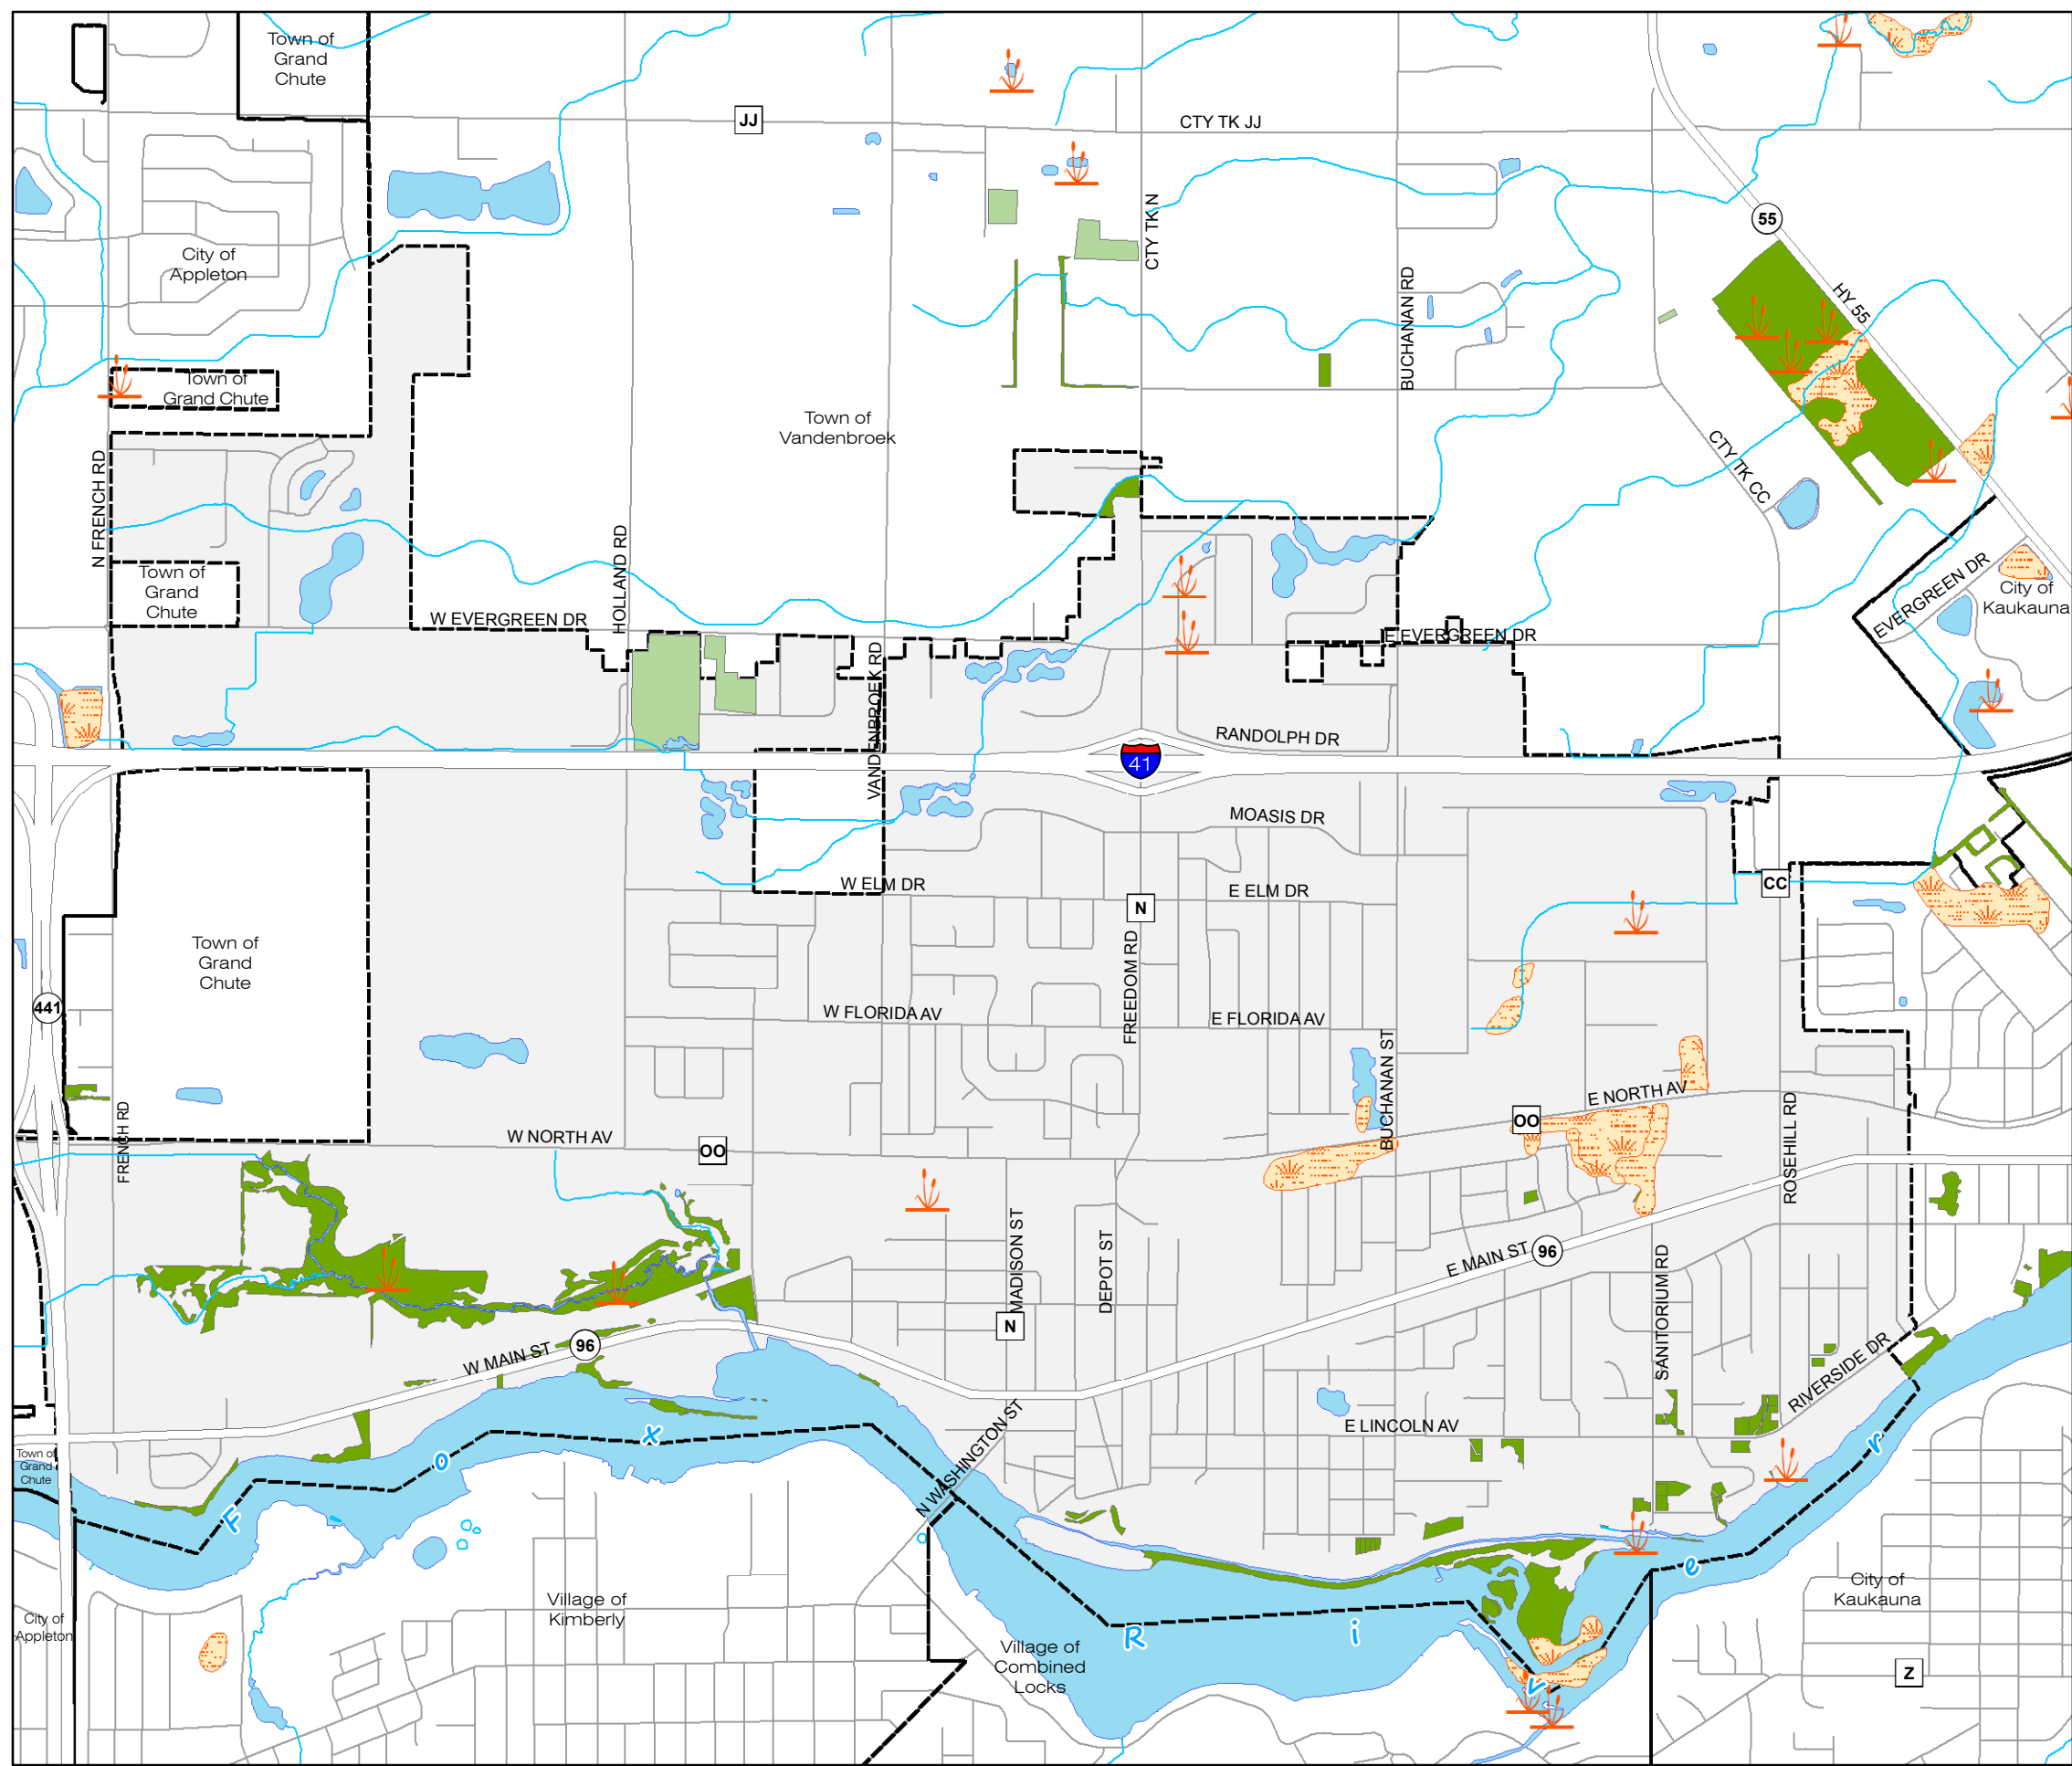 Town of
Grand
Chute
JJ
CTY TK JJ
55
CTY TK N
City of
Appleton
HY 55
BUCHANAN RD
Town of
Grand Chute
Town of
Vandenbroek
CTY TK CC
N FRENCH RD
HOLLAND RD
Town of
Grand
Chute
W EVERGREEN DR
E EVERGREEN DR
EVERGREEN DR
City of
Kaukauna
VANDENBROEK RD
RANDOLPH DR
41
MOASIS DR
W ELM DR
E ELM DR
CC
N
FREEDOM RD
Town of
Grand
Chute
441
W FLORIDA AV
E FLORIDA AV
BUCHANAN ST
E NORTH AV
OO
FRENCH RD
W NORTH AV
OO
ROSEHILL RD
MADISON ST
DEPOT ST
N
E MAIN ST
96
SANITORIUM RD
W MAIN ST
96
RIVERSIDE DR
E LINCOLN AV
N WASHINGTON ST
Town of
Grand
Chute
Fox River
City of
Appleton
Village of
Kimberly
Village of
Combined
Locks
City of
Kaukauna
Z